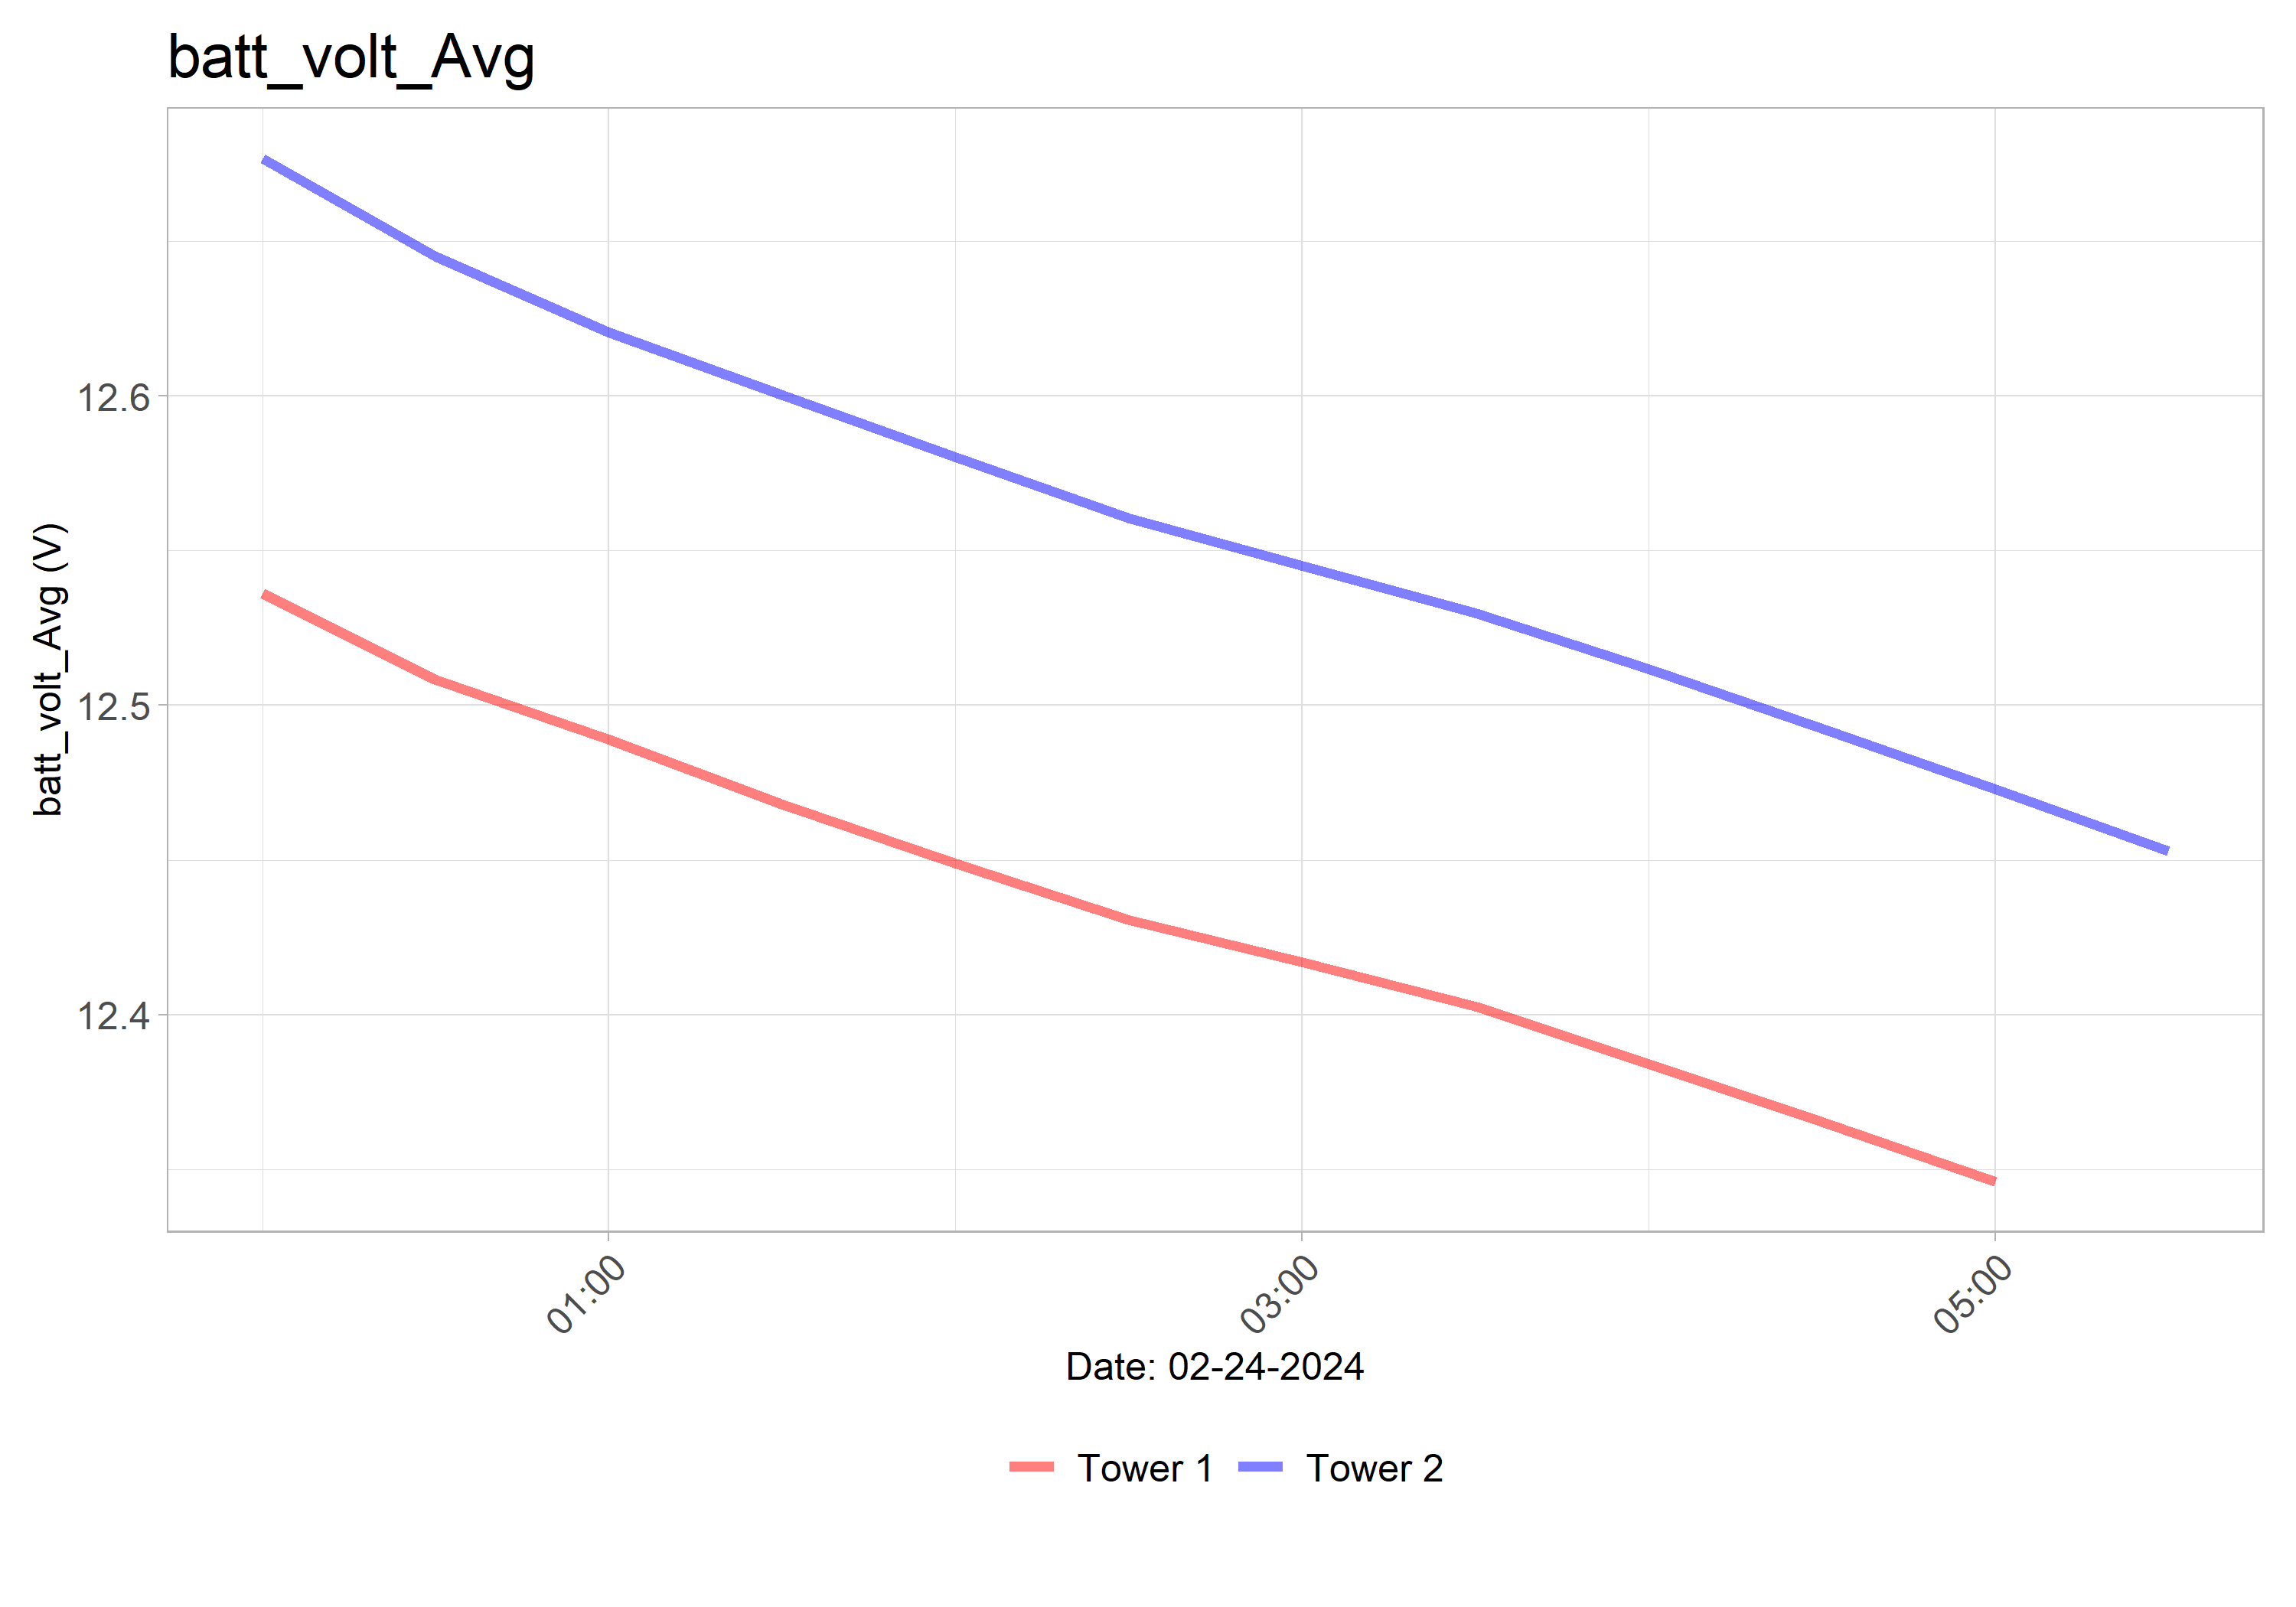 batt_volt_Avg
batt_volt_Avg (V)
12.6
12.5
12.4
01:00
03:00
05:00
Date: 02-24-2024
Tower 1
Tower 2